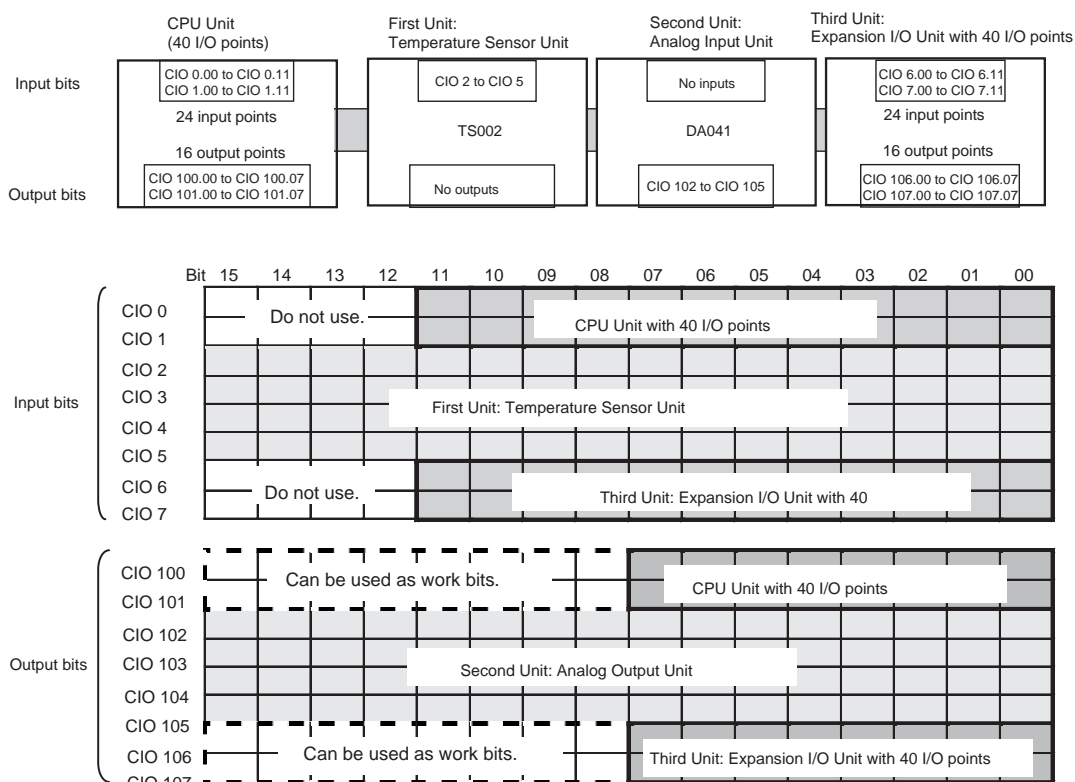 CPU Unit
(40 I/O points)
First Unit:
Temperature Sensor Unit
Second Unit:
Analog Input Unit
Third Unit:
Expansion I/O Unit with 40 I/O points
Input bits
CIO 0.00 to CIO 0.11
CIO 1.00 to CIO 1.11
CIO 2 to CIO 5
No inputs
CIO 6.00 to CIO 6.11
CIO 7.00 to CIO 7.11
24 input points
TS002
DA041
24 input points
16 output points
16 output points
Output bits
CIO 100.00 to CIO 100.07
CIO 101.00 to CIO 101.07
No outputs
CIO 102 to CIO 105
CIO 106.00 to CIO 106.07
CIO 107.00 to CIO 107.07
Bit 15 14 13 12 11 10 09 08 07 06 05 04 03 02 01 00
Input bits
CIO 0
Do not use.
CPU Unit with 40 I/O points
CIO 1
CIO 2
CIO 3
First Unit: Temperature Sensor Unit
CIO 4
CIO 5
CIO 6
Do not use.
Third Unit: Expansion I/O Unit with 40
CIO 7
Output bits
CIO 100
Can be used as work bits.
CPU Unit with 40 I/O points
CIO 101
CIO 102
CIO 103
Second Unit: Analog Output Unit
CIO 104
CIO 105
CIO 106
Can be used as work bits.
Third Unit: Expansion I/O Unit with 40 I/O points
CIO 107